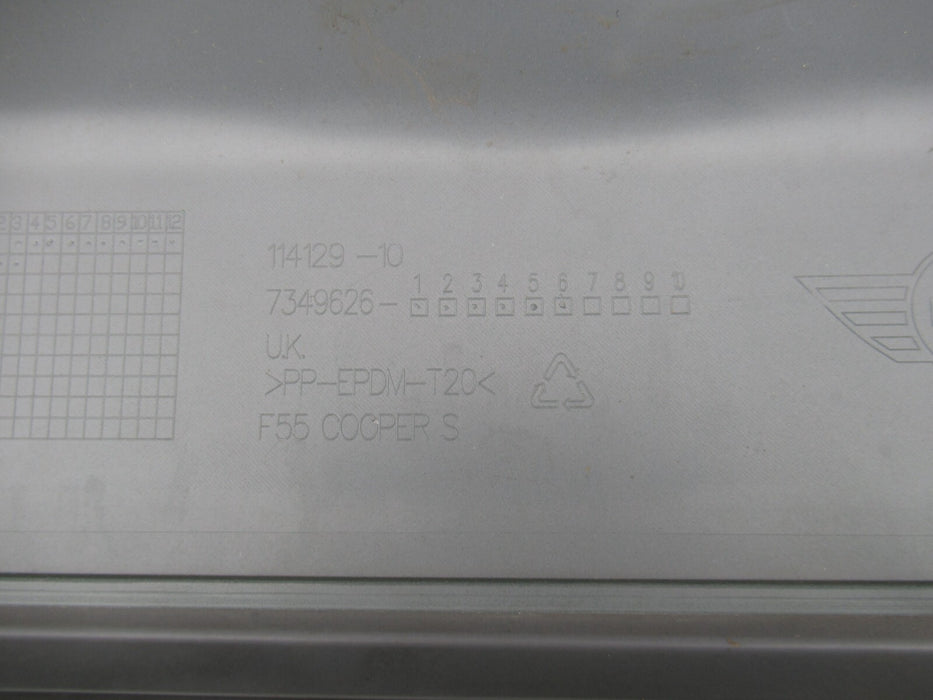 2 3 4 5 6 7 8 9 10 11 12
114129-10
1 2 3 4 5 6 7 8 9 10
7349626-
U.K.
>PP-EPDM-T20<
F55 COOPER S